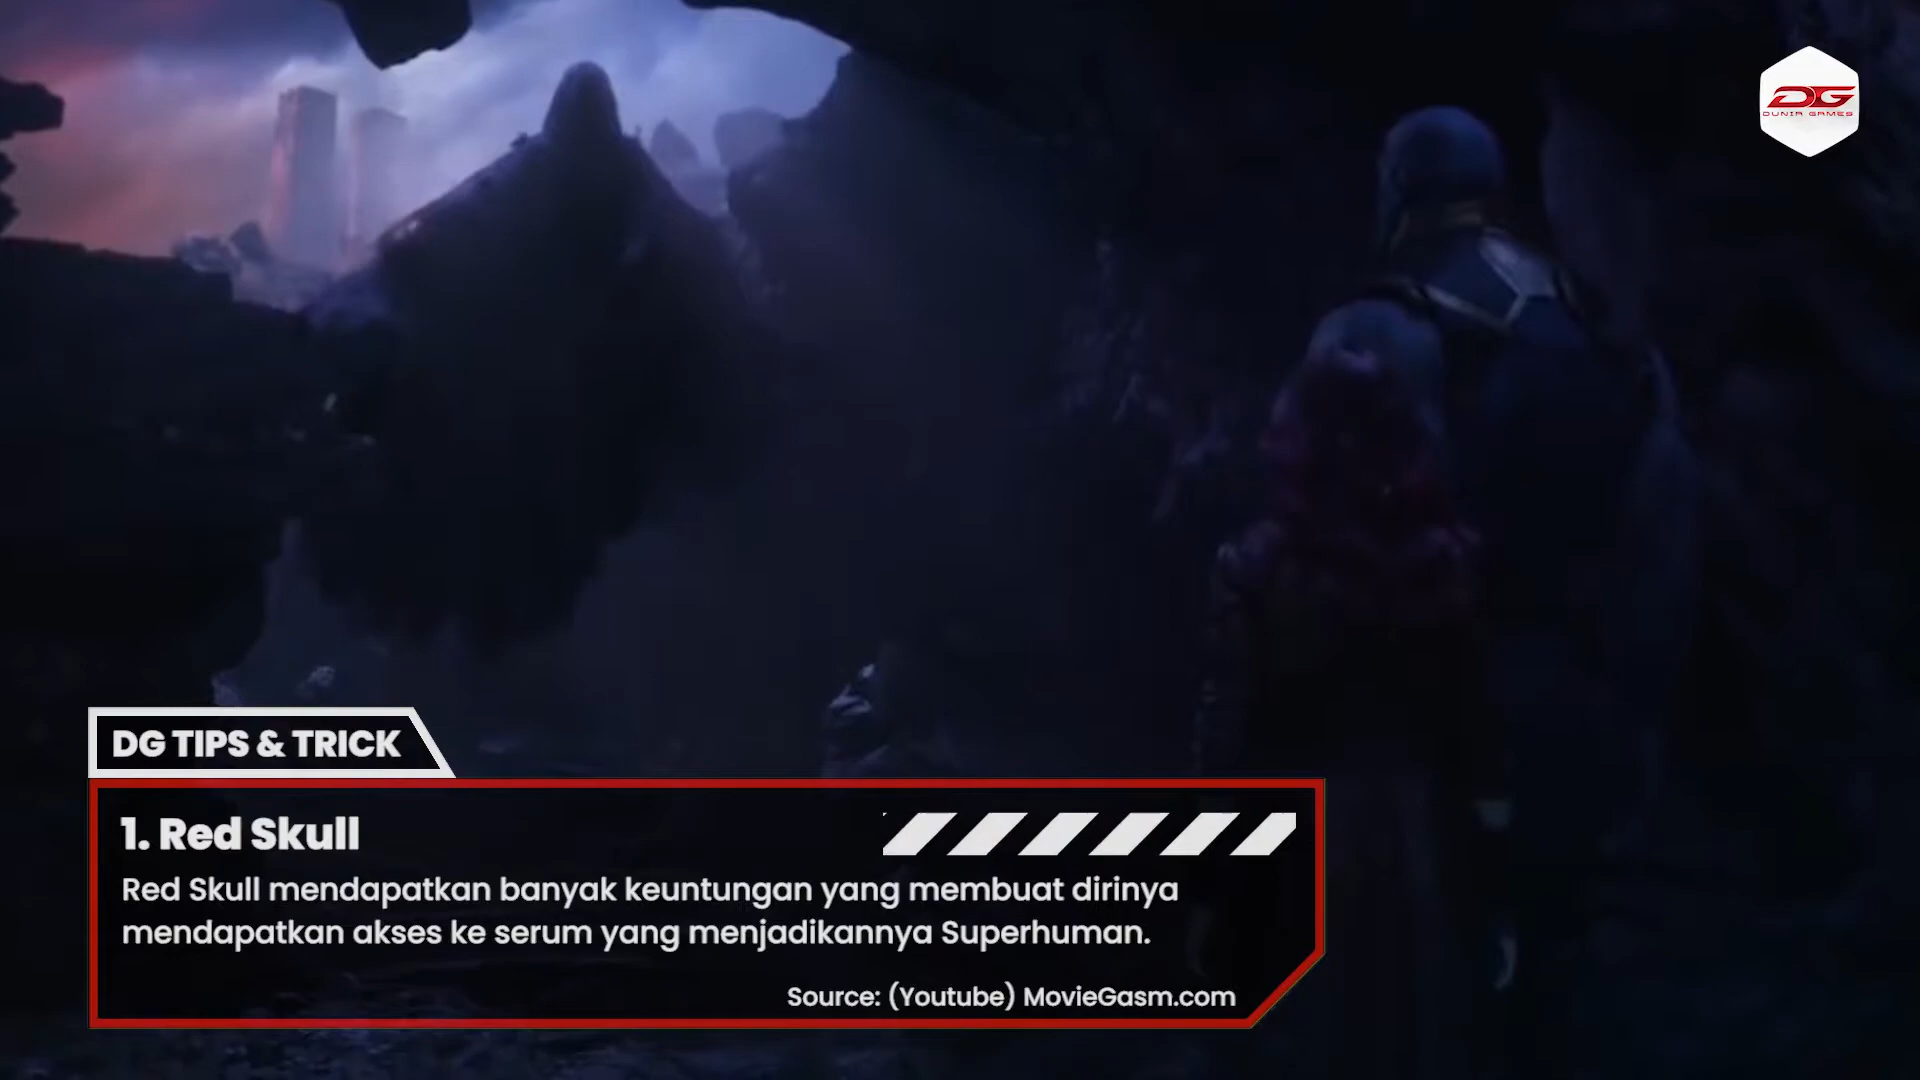 DG
DUNIA GAMES
DG TIPS & TRICK
1. Red Skull
Red Skull mendapatkan banyak keuntungan yang membuat dirinya
mendapatkan akses ke serum yang menjadikannya Superhuman.
Source: (Youtube) MovieGasm.com